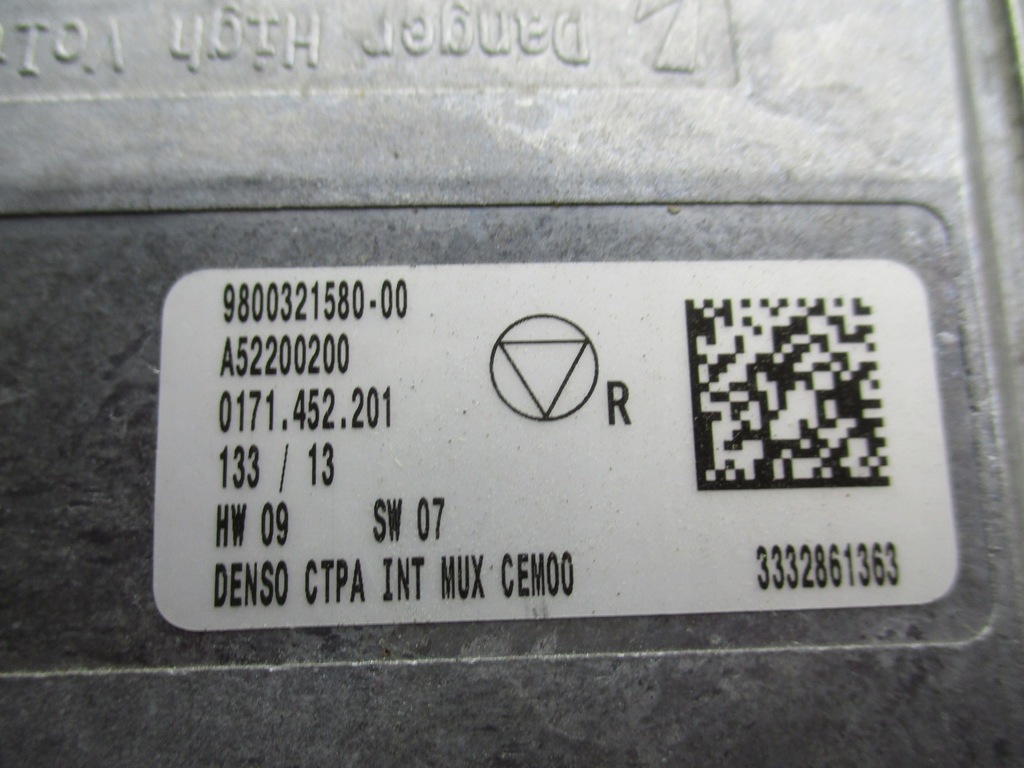 Danger High
9800321580-00
A52200200
0171.452.201
133 / 13
R
HW 09 SW 07
DENSO CTPA INT MUX CEM00
3332861363